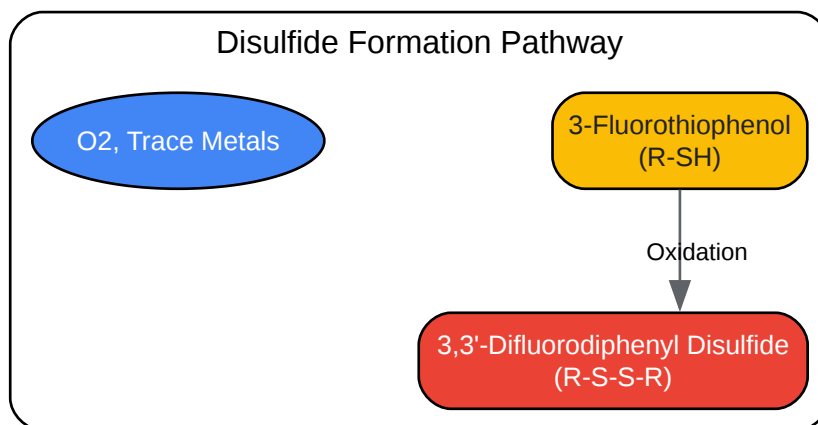 Disulfide Formation Pathway
O2, Trace Metals
3-Fluorothiophenol
(R-SH)
Oxidation
3,3'-Difluorodiphenyl Disulfide
(R-S-S-R)